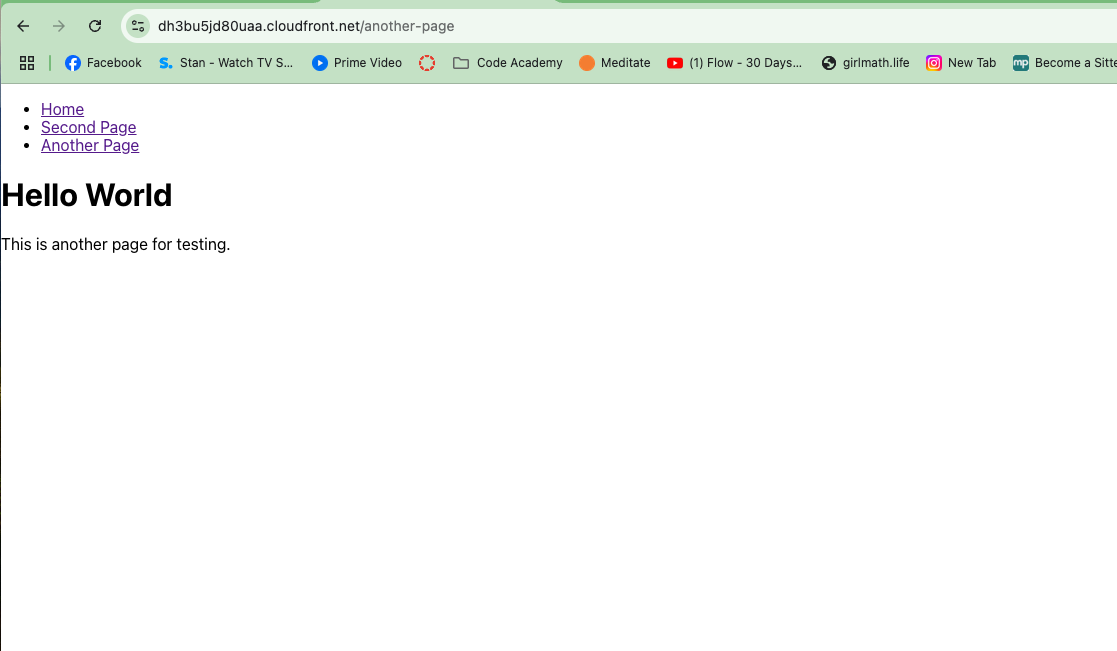 dh3bu5jd80uaa.cloudfront.net/another-page
Facebook S. Stan - Watch TV S... Prime Video Code Academy Meditate (1) Flow - 30 Days... girlmath.life New Tab mp Become a Sitte
Home
Second Page
Another Page
Hello World
This is another page for testing.